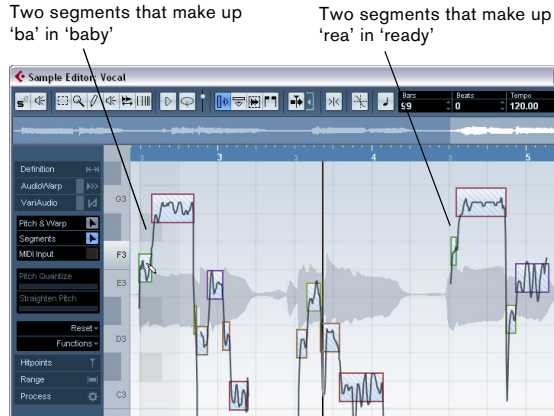 Two segments that make up
'ba' in 'baby'
Two segments that make up
'rea' in 'ready'
Sample Editor: Vocal
Bars
Beats
Tempo
99
0
120.00
3
4
5
Definition
AudioWarp
VariAudio
Pitch & Warp
Segments
MIDI Input
Pitch Quantize
Straighten Pitch
Reset
Functions
Hitpoints
Range
Process
G3
F3
E3
D3
C3